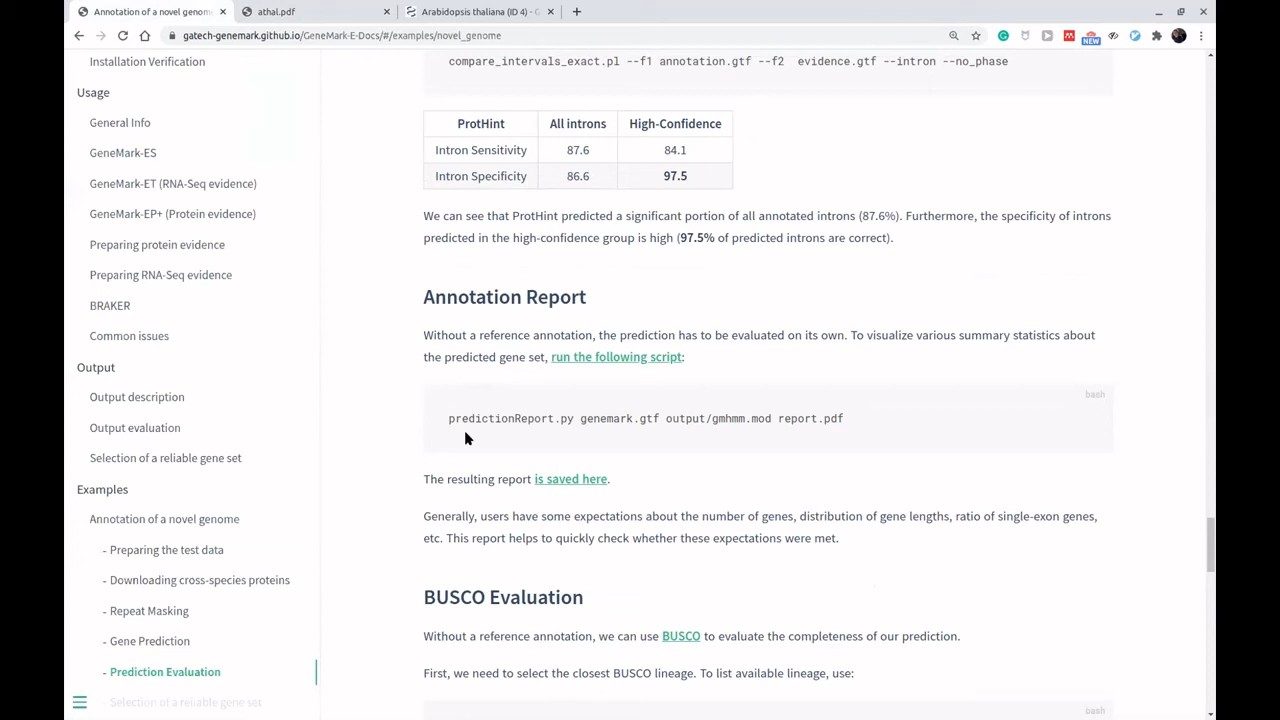 Annotation of a novel genom
athal.pdf
Arabidopsis thaliana (ID 4) - G
gatech-genemark.github.io/GeneMark-E-Docs/#/examples/novel_genome
NEW
Installation Verification
Usage
General Info
GeneMark-ES
GeneMark-ET (RNA-Seq evidence)
GeneMark-EP+ (Protein evidence)
Preparing protein evidence
Preparing RNA-Seq evidence
BRAKER
Common issues
Output
Output description
Output evaluation
Selection of a reliable gene set
Examples
Annotation of a novel genome
- Preparing the test data
- Downloading cross-species proteins
- Repeat Masking
- Gene Prediction
- Prediction Evaluation
- Selection of a reliable gene set
compare_intervals_exact.pl --f1 annotation.gtf --f2 evidence.gtf --intron --no_phase
ProtHint All introns High-Confidence
Intron Sensitivity 87.6 84.1
Intron Specificity 86.6 97.5
We can see that ProtHint predicted a significant portion of all annotated introns (87.6%). Furthermore, the specificity of introns
predicted in the high-confidence group is high (97.5% of predicted introns are correct).
Annotation Report
Without a reference annotation, the prediction has to be evaluated on its own. To visualize various summary statistics about
the predicted gene set, run the following script:
bash
predictionReport.py genemark.gtf output/gmhmm.mod report.pdf
The resulting report is saved here.
Generally, users have some expectations about the number of genes, distribution of gene lengths, ratio of single-exon genes,
etc. This report helps to quickly check whether these expectations were met.
BUSCO Evaluation
Without a reference annotation, we can use BUSCO to evaluate the completeness of our prediction.
First, we need to select the closest BUSCO lineage. To list available lineage, use:
bash